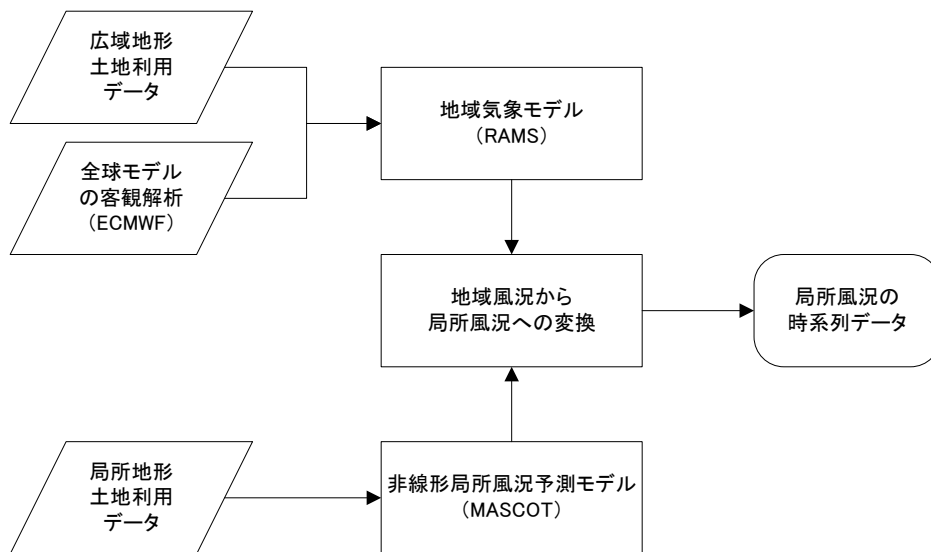 広域地形
土地利用
データ
全球モデル
の客観解析
（ECMWF）
地域気象モデル
（RAMS）
地域風況から
局所風況への変換
局所風況の
時系列データ
局所地形
土地利用
データ
非線形局所風況予測モデル
（MASCOT）